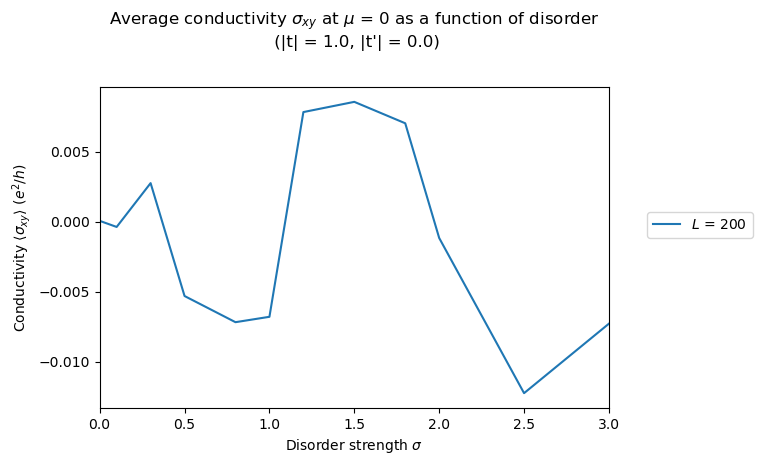 Average conductivity σxy at μ = 0 as a function of disorder
(|t| = 1.0, |t'| = 0.0)
Conductivity ⟨σxy⟩ (e²/h)
0.005
0.000
−0.005
−0.010
0.0 0.5 1.0 1.5 2.0 2.5 3.0
Disorder strength σ
L = 200